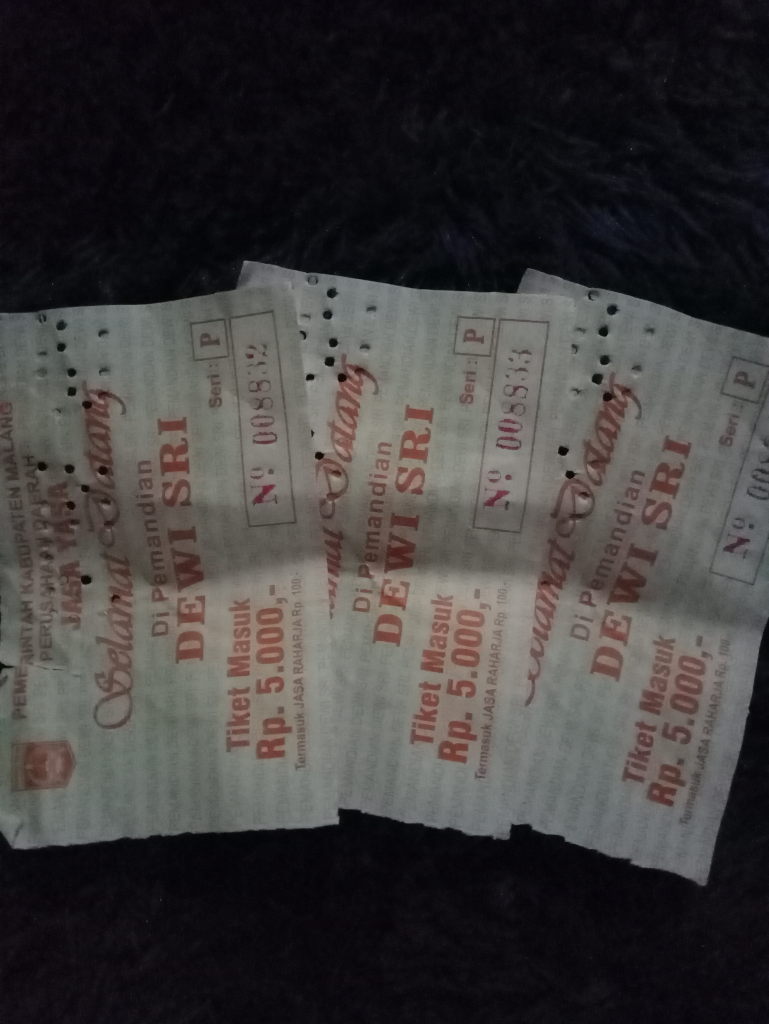 PEMERINTAH KABUPATEN MALANG
PERUSAHAAN DAERAH
JASA YASA
Selamat Datang
Di Pemandian
DEWI SRI
Seri : P
Nº 008832
Tiket Masuk
Rp. 5.000,-
Termasuk JASA RAHARJA Rp. 100,-
Datang
Di Pemandian
DEWI SRI
Seri : P
Nº 008833
Tiket Masuk
Rp. 5.000,-
Termasuk JASA RAHARJA Rp. 100,-
Selamat Datang
Di Pemandian
DEWI SRI
Seri : P
Nº 008
Tiket Masuk
Rp. 5.000,-
Termasuk JASA RAHARJA Rp. 100,-